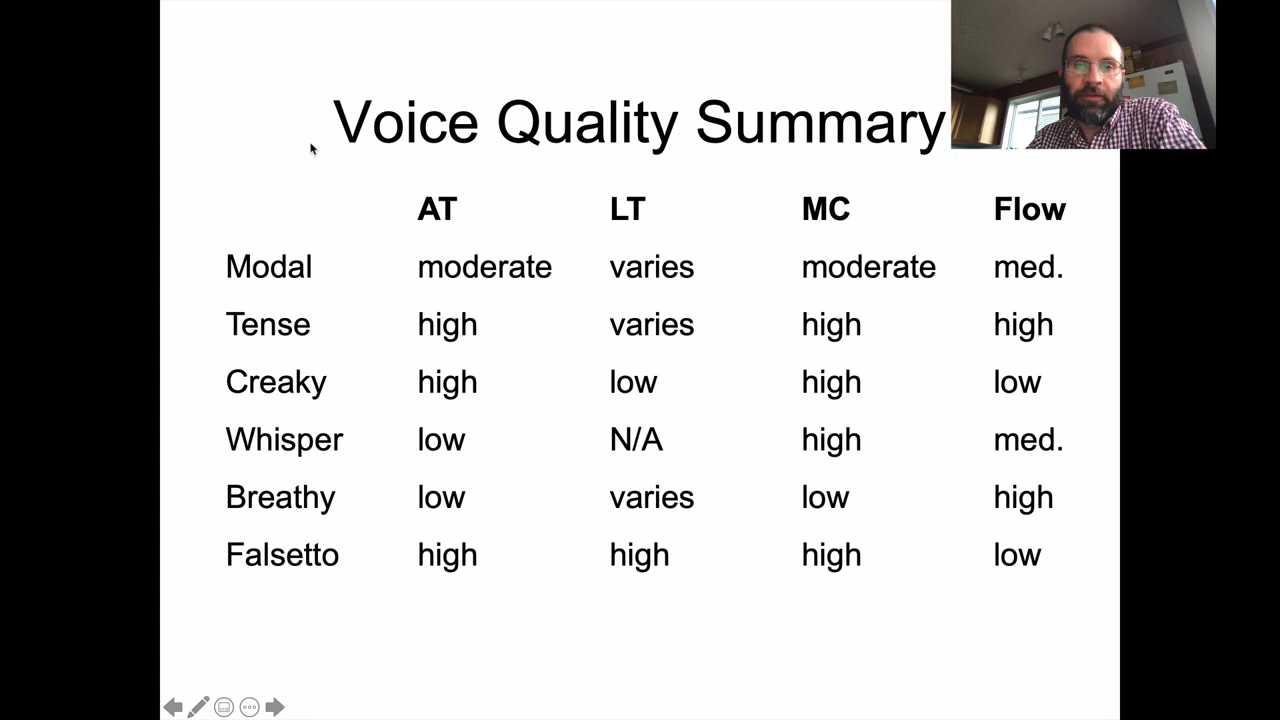 Voice Quality Summary
AT LT MC Flow
Modal moderate varies moderate med.
Tense high varies high high
Creaky high low high low
Whisper low N/A high med.
Breathy low varies low high
Falsetto high high high low